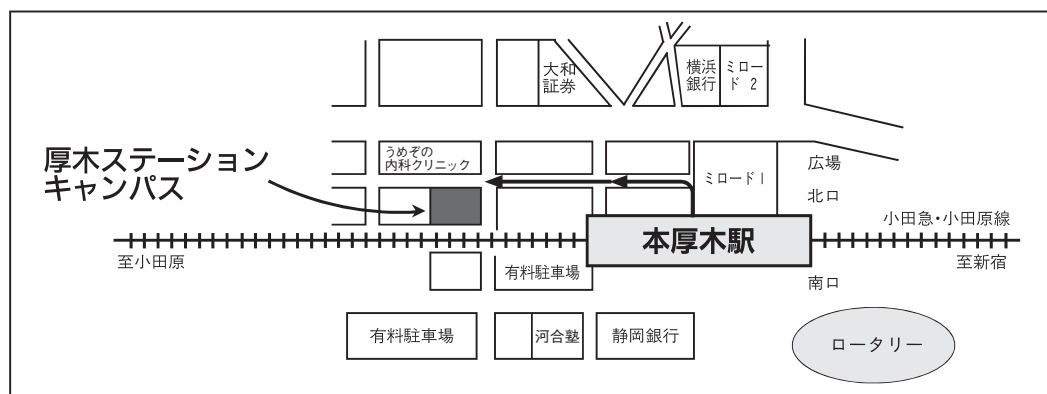 大和
証券
横浜
銀行
ミロー
ド 2
厚木ステーション
キャンパス
うめぞの
内科クリニック
ミロード1
広場
北口
小田急・小田原線
本厚木駅
至小田原
至新宿
有料駐車場
南口
有料駐車場
河合塾
静岡銀行
ロータリー